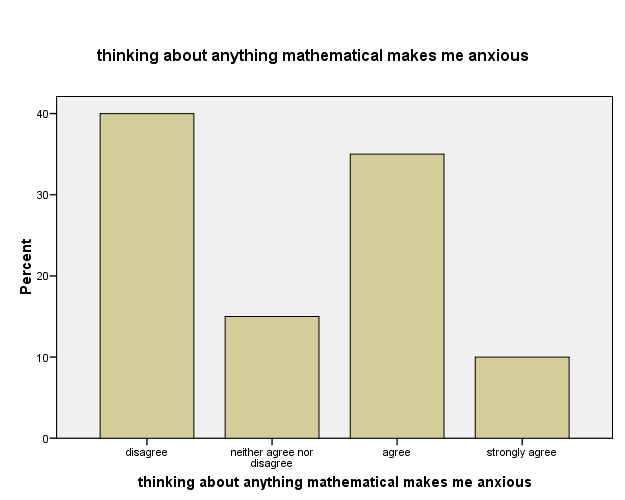 thinking about anything mathematical makes me anxious
Percent
40
30
20
10
0
disagree
neither agree nor
disagree
agree
strongly agree
thinking about anything mathematical makes me anxious